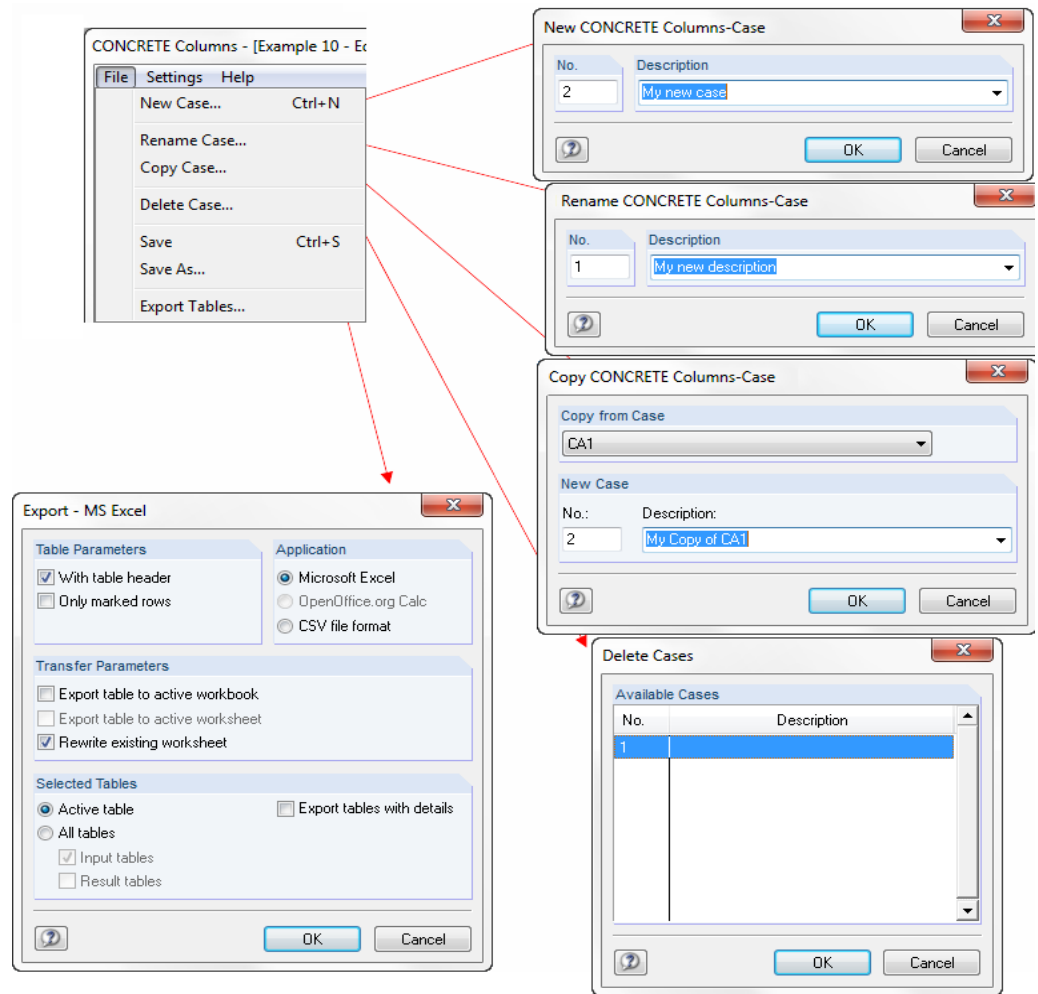 CONCRETE Columns - [Example 10 - Ec
File Settings Help
New Case... Ctrl+N
Rename Case...
Copy Case...
Delete Case...
Save Ctrl+S
Save As...
Export Tables...
New CONCRETE Columns-Case
No. Description
2 My new case
OK Cancel
Rename CONCRETE Columns-Case
No. Description
1 My new description
OK Cancel
Copy CONCRETE Columns-Case
Copy from Case
CA1
New Case
No.: Description:
2 My Copy of CA1
OK Cancel
Export - MS Excel
Table Parameters Application
With table header Microsoft Excel
Only marked rows OpenOffice.org Calc
CSV file format
Transfer Parameters
Export table to active workbook
Export table to active worksheet
Rewrite existing worksheet
Selected Tables
Active table Export tables with details
All tables
Input tables
Result tables
OK Cancel
Delete Cases
Available Cases
No. Description
1
OK Cancel